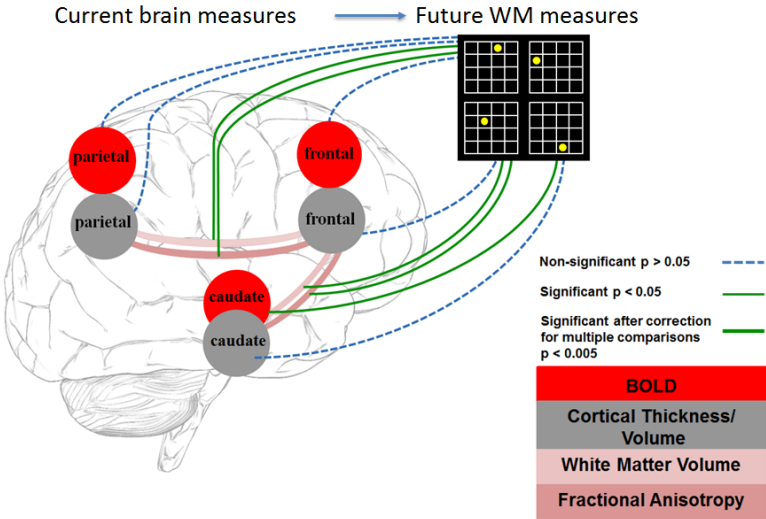 Current brain measures
Future WM measures
parietal
frontal
parietal
frontal
caudate
caudate
Non-significant p > 0.05
Significant p < 0.05
Significant after correction
for multiple comparisons
p < 0.005
BOLD
Cortical Thickness/
Volume
White Matter Volume
Fractional Anisotropy